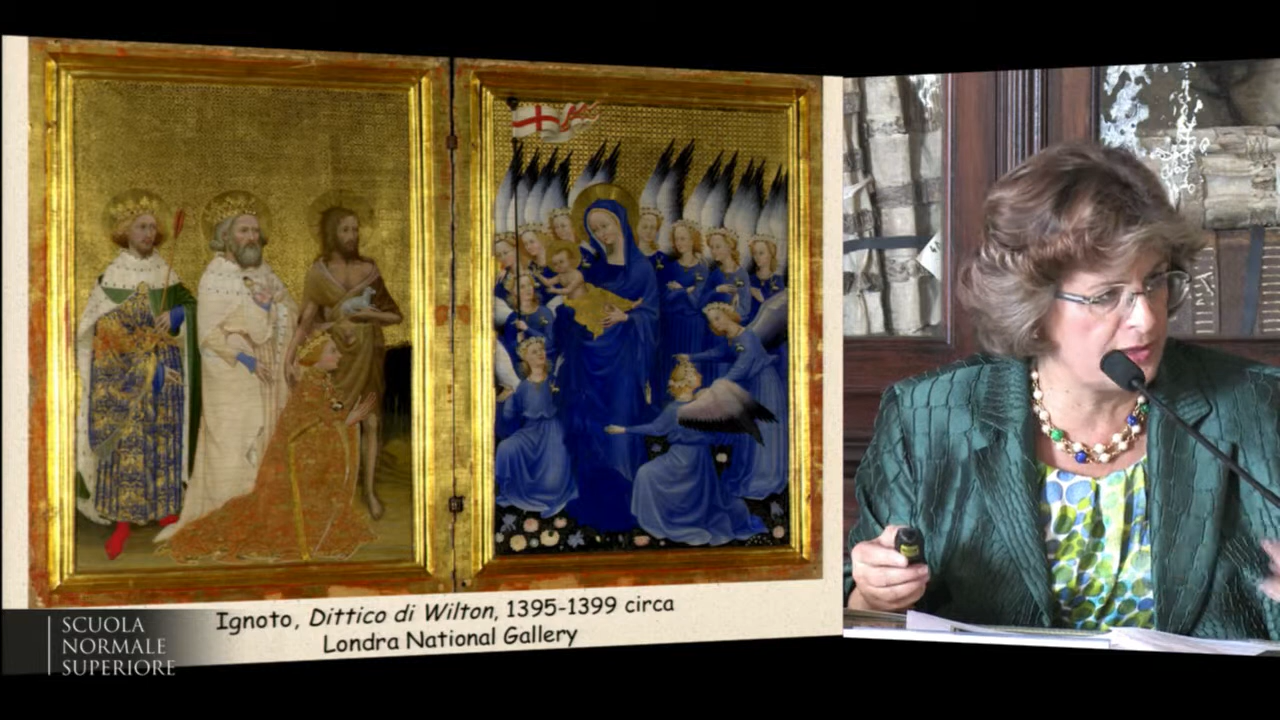 Ignoto, Dittico di Wilton, 1395-1399 circa
Londra National Gallery
SCUOLA
NORMALE
SUPERIORE